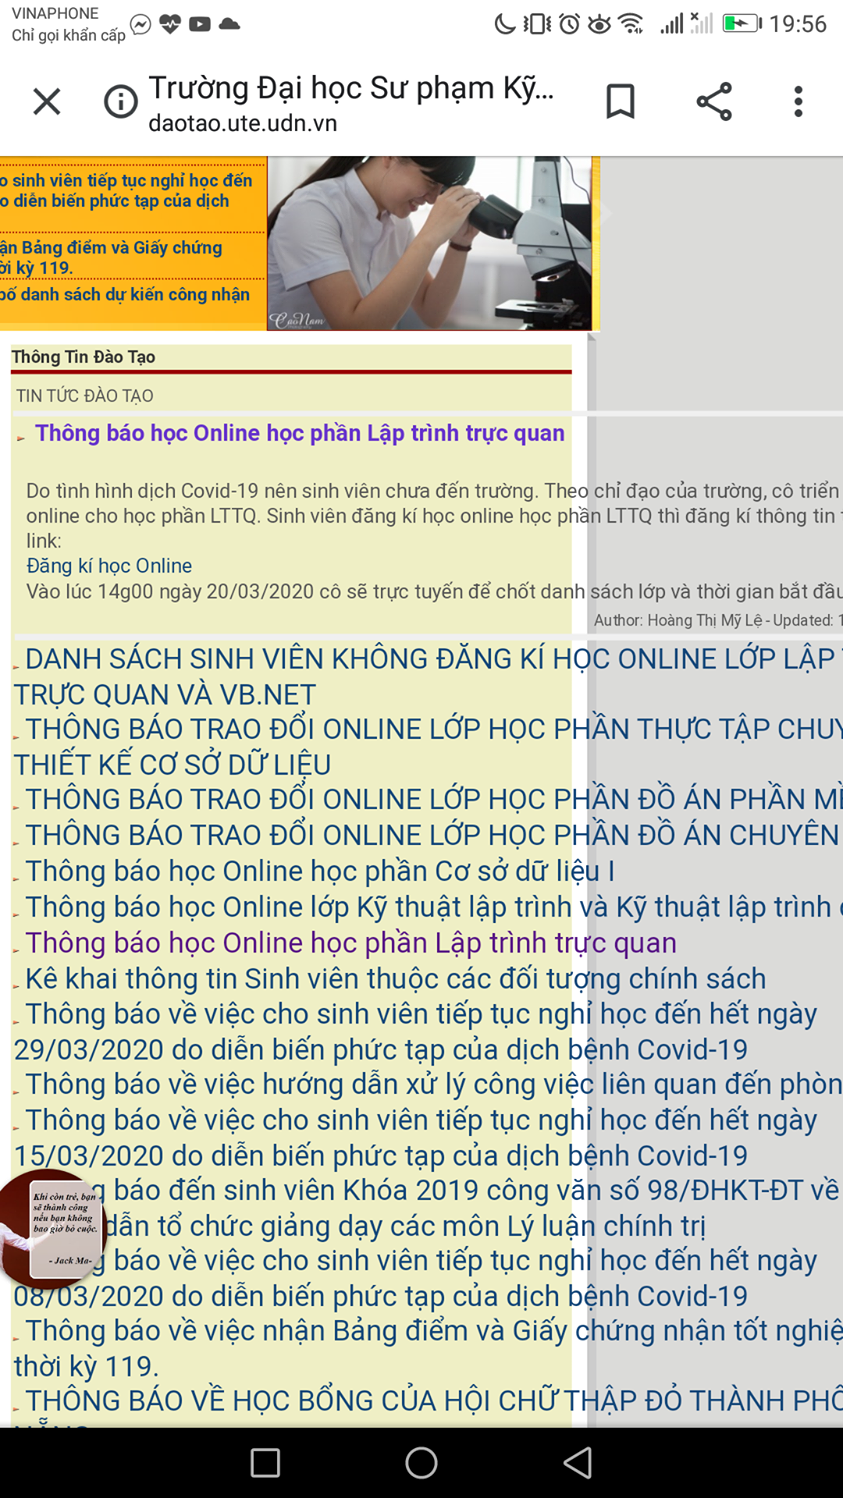 VINAPHONE
Chỉ gọi khẩn cấp
19:56
Trường Đại học Sư phạm Kỹ...
daotao.ute.udn.vn
o sinh viên tiếp tục nghỉ học đến
o diễn biến phức tạp của dịch
ận Bảng điểm và Giấy chứng
ời kỳ 119.
bố danh sách dự kiến công nhận
CaoNam
Thông Tin Đào Tạo
TIN TỨC ĐÀO TẠO
Thông báo học Online học phần Lập trình trực quan
Do tình hình dịch Covid-19 nên sinh viên chưa đến trường. Theo chỉ đạo của trường, cô triển
online cho học phần LTTQ. Sinh viên đăng kí học online học phần LTTQ thì đăng kí thông tin
link:
Đăng kí học Online
Vào lúc 14g00 ngày 20/03/2020 cô sẽ trực tuyến để chốt danh sách lớp và thời gian bắt đầu
Author: Hoàng Thị Mỹ Lệ - Updated: 1
DANH SÁCH SINH VIÊN KHÔNG ĐĂNG KÍ HỌC ONLINE LỚP LẬP
TRỰC QUAN VÀ VB.NET
THÔNG BÁO TRAO ĐỔI ONLINE LỚP HỌC PHẦN THỰC TẬP CHUY
THIẾT KẾ CƠ SỞ DỮ LIỆU
THÔNG BÁO TRAO ĐỔI ONLINE LỚP HỌC PHẦN ĐỒ ÁN PHẦN MỀ
THÔNG BÁO TRAO ĐỔI ONLINE LỚP HỌC PHẦN ĐỒ ÁN CHUYÊN
Thông báo học Online học phần Cơ sở dữ liệu I
Thông báo học Online lớp Kỹ thuật lập trình và Kỹ thuật lập trình
Thông báo học Online học phần Lập trình trực quan
Kê khai thông tin Sinh viên thuộc các đối tượng chính sách
Thông báo về việc cho sinh viên tiếp tục nghỉ học đến hết ngày
29/03/2020 do diễn biến phức tạp của dịch bệnh Covid-19
Thông báo về việc hướng dẫn xử lý công việc liên quan đến phòn
Thông báo về việc cho sinh viên tiếp tục nghỉ học đến hết ngày
15/03/2020 do diễn biến phức tạp của dịch bệnh Covid-19
g báo đến sinh viên Khóa 2019 công văn số 98/ĐHKT-ĐT về
dẫn tổ chức giảng dạy các môn Lý luận chính trị
g báo về việc cho sinh viên tiếp tục nghỉ học đến hết ngày
08/03/2020 do diễn biến phức tạp của dịch bệnh Covid-19
Khi còn trẻ, bạn
sẽ thành công
nếu bạn không
bao giờ bỏ cuộc.
- Jack Ma-
Thông báo về việc nhận Bảng điểm và Giấy chứng nhận tốt nghiệ
thời kỳ 119.
THÔNG BÁO VỀ HỌC BỔNG CỦA HỘI CHỮ THẬP ĐỎ THÀNH PHỐ